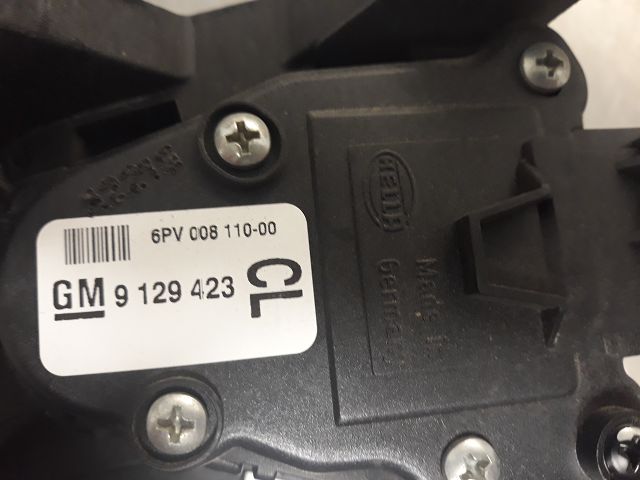 6PV 008 110-00
GM 9 129 423 CL
HELLA
Made in
Germany